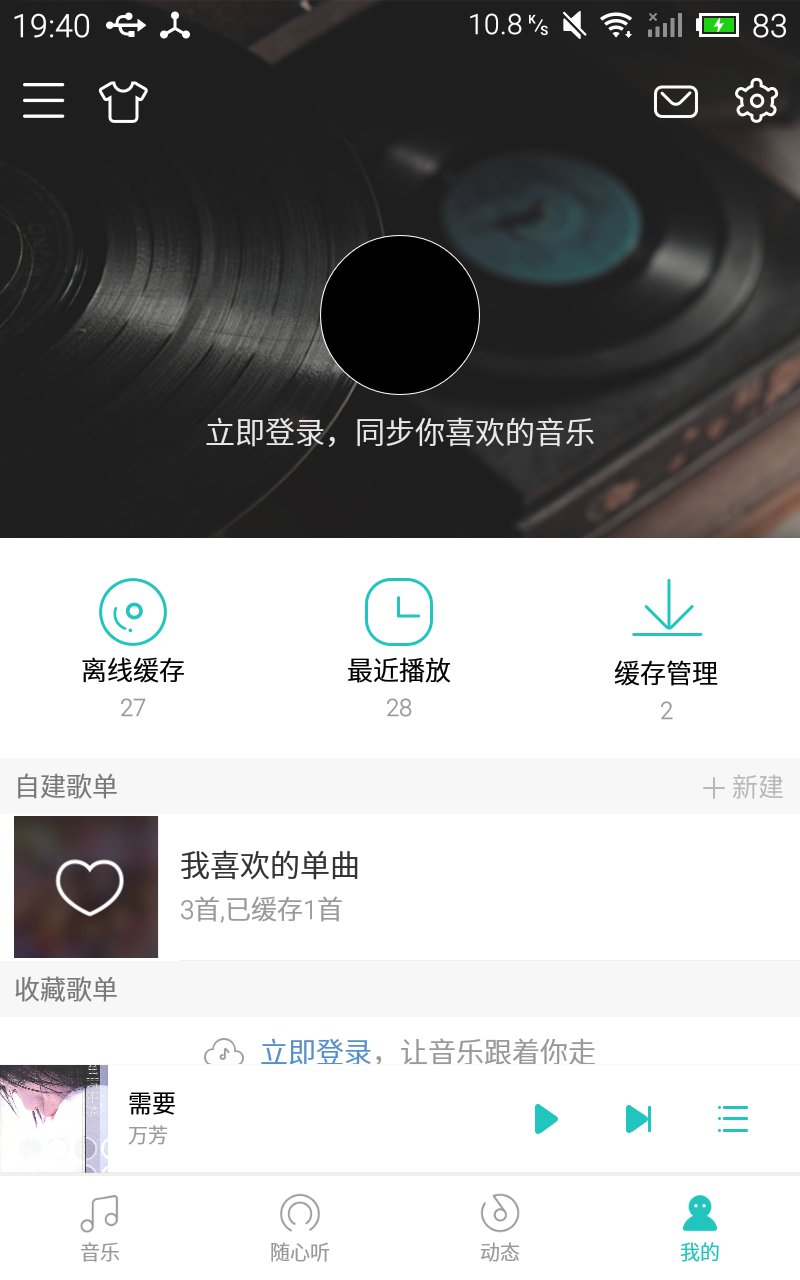 19:40
10.8 K/s
83
立即登录，同步你喜欢的音乐
离线缓存
27
最近播放
28
缓存管理
2
自建歌单
新建
我喜欢的单曲
3首,已缓存1首
收藏歌单
立即登录，让音乐跟着你走
需要
万芳
音乐
随心听
动态
我的